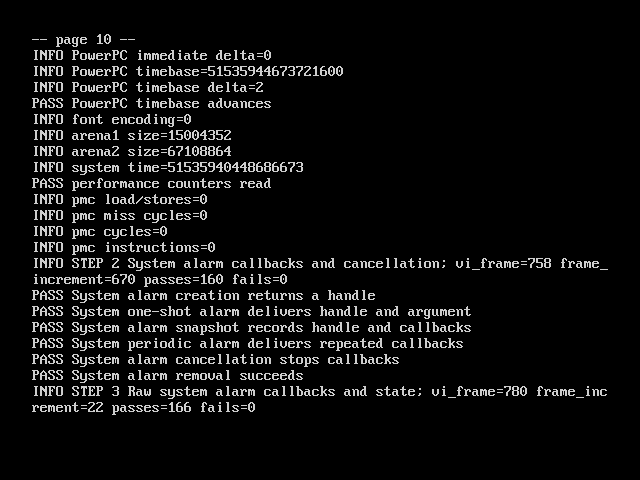 -- page 10 --
INFO PowerPC immediate delta=0
INFO PowerPC timebase=51535944673721600
INFO PowerPC timebase delta=2
PASS PowerPC timebase advances
INFO font encoding=0
INFO arena1 size=15004352
INFO arena2 size=67108864
INFO system time=51535940448686673
PASS performance counters read
INFO pmc load/stores=0
INFO pmc miss cycles=0
INFO pmc cycles=0
INFO pmc instructions=0
INFO STEP 2 System alarm callbacks and cancellation; vi_frame=758 frame_
increment=670 passes=160 fails=0
PASS System alarm creation returns a handle
PASS System one-shot alarm delivers handle and argument
PASS System alarm snapshot records handle and callbacks
PASS System periodic alarm delivers repeated callbacks
PASS System alarm cancellation stops callbacks
PASS System alarm removal succeeds
INFO STEP 3 Raw system alarm callbacks and state; vi_frame=780 frame_inc
rement=22 passes=166 fails=0